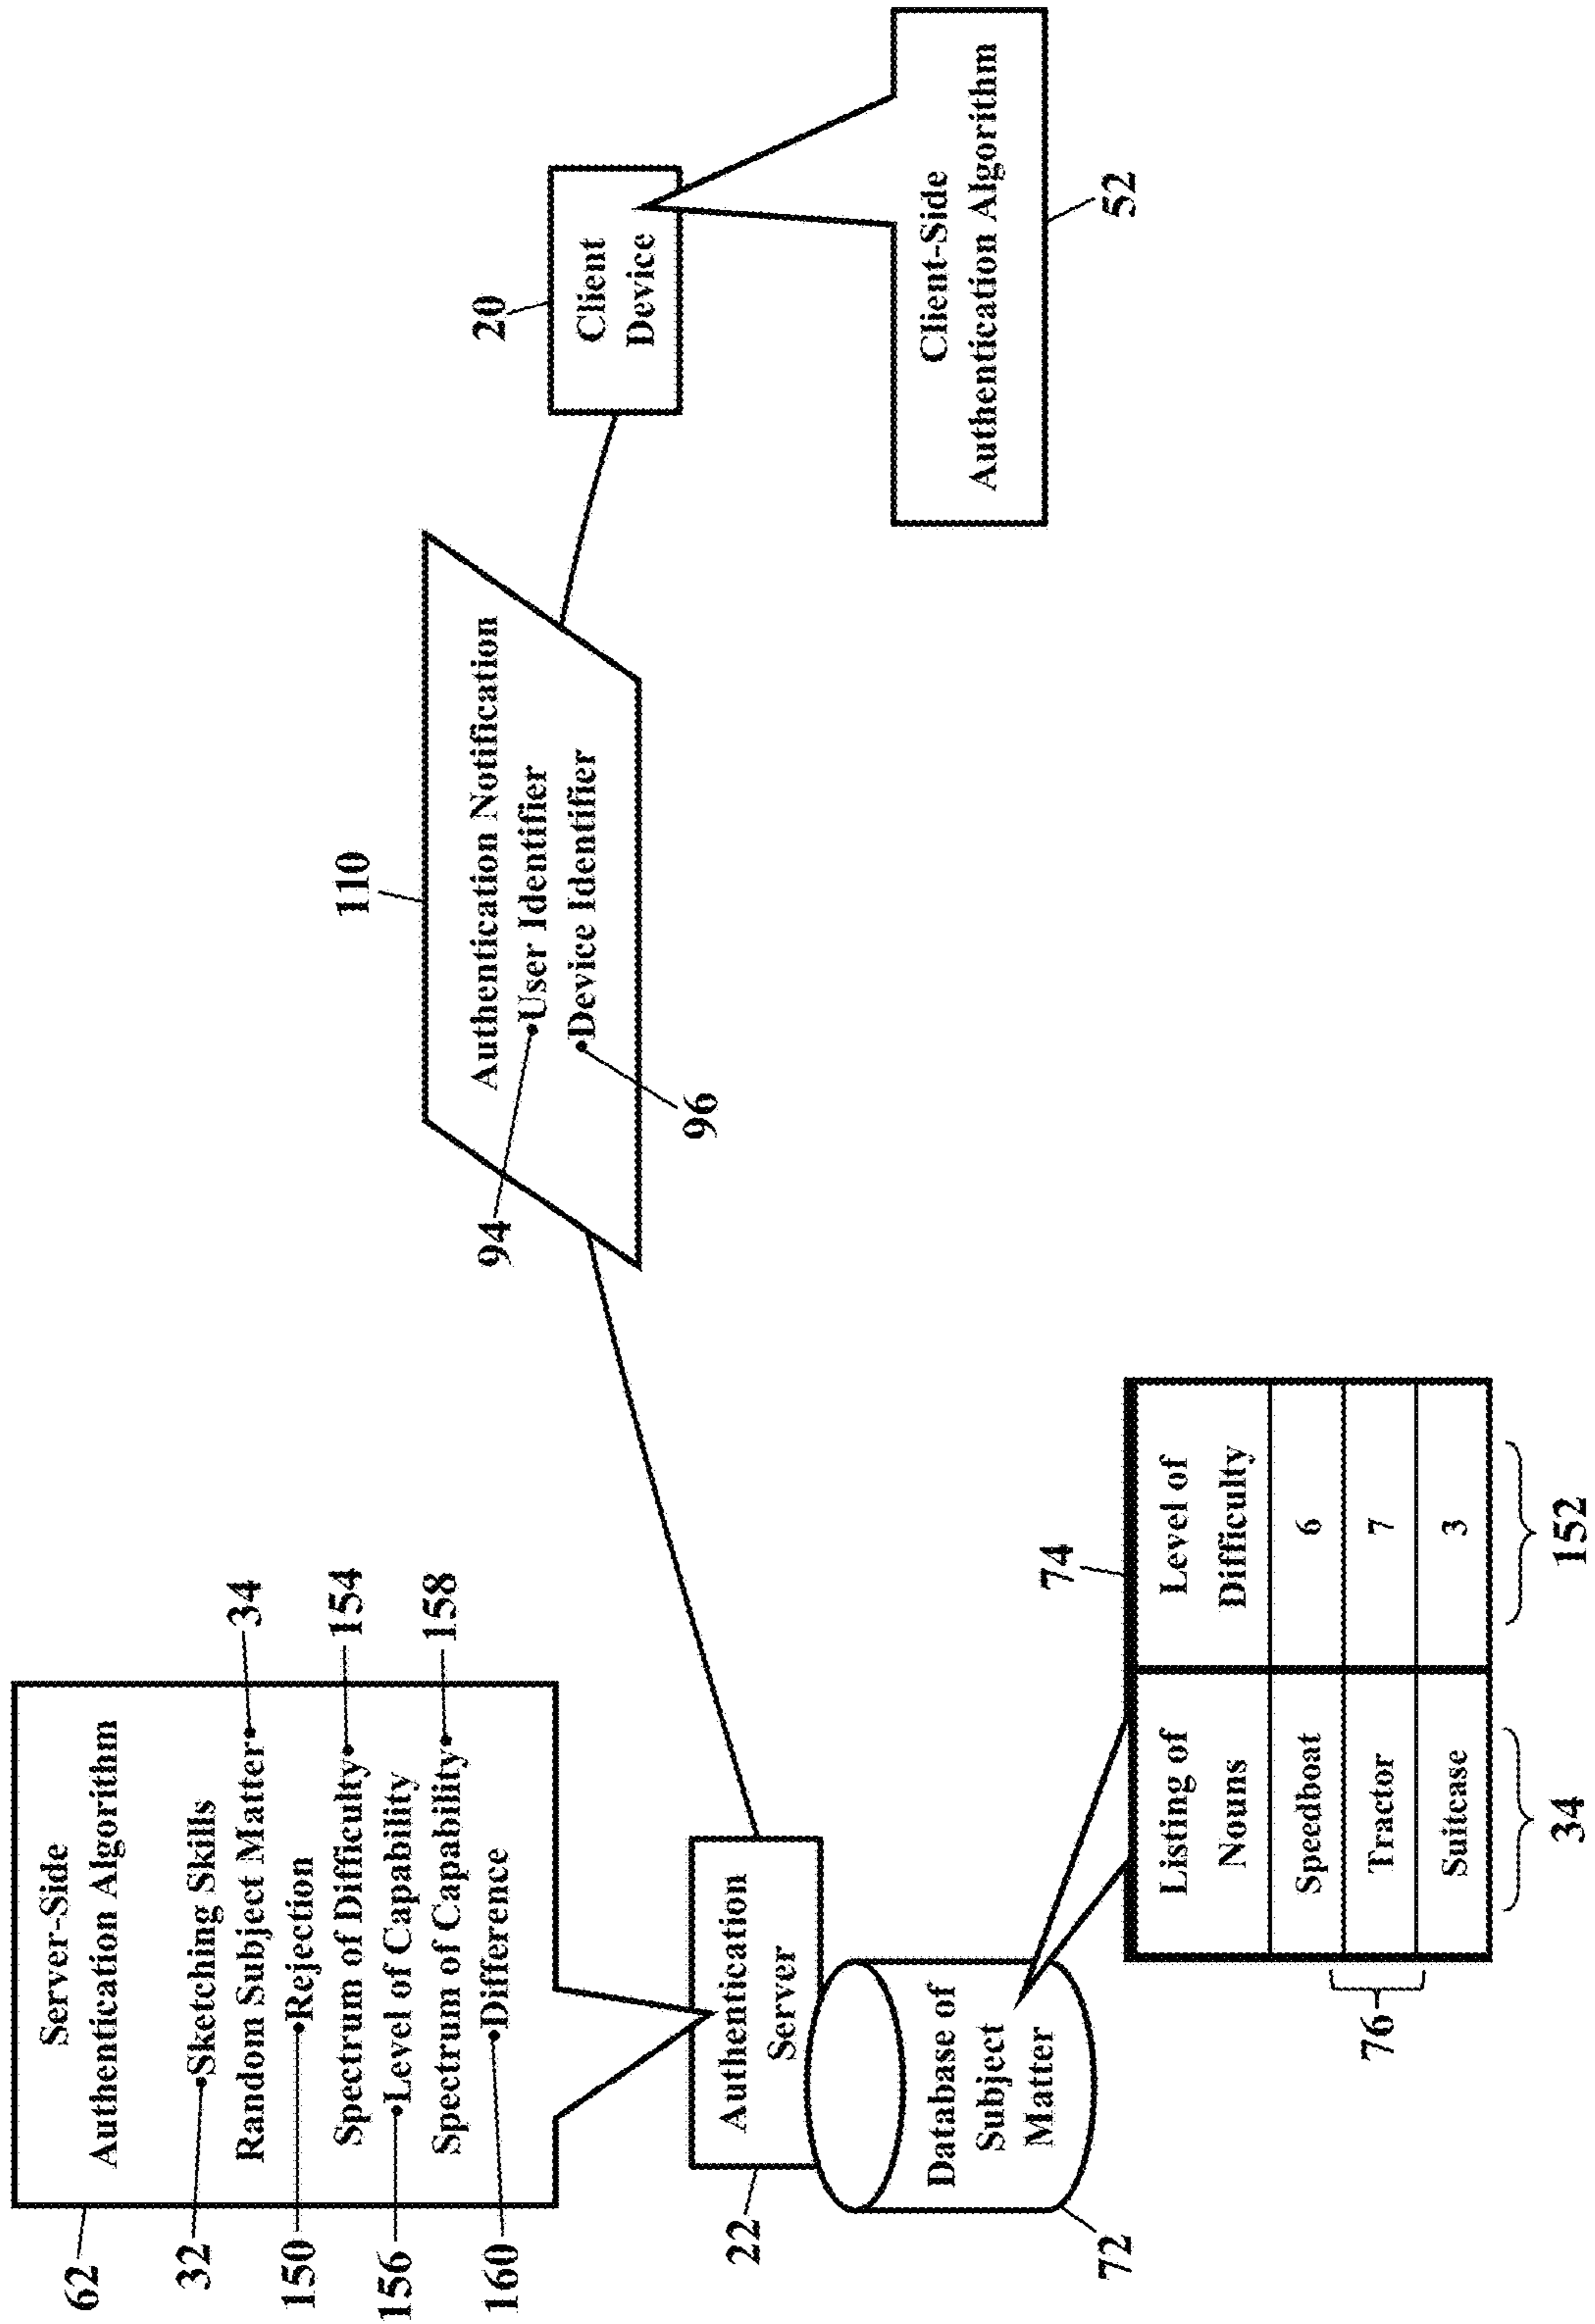 62
Server-Side
Authentication Algorithm
32
Sketching Skills
Random Subject Matter
34
150
Rejection
Spectrum of Difficulty
154
156
Level of Capability
Spectrum of Capability
158
160
Difference
22
Authentication
Server
72
Database of
Subject
Matter
74
Listing of
Nouns
Level of
Difficulty
Speedboat
6
76
Tractor
7
Suitcase
3
34
152
110
Authentication Notification
94
User Identifier
Device Identifier
96
20
Client
Device
Client-Side
Authentication Algorithm
52